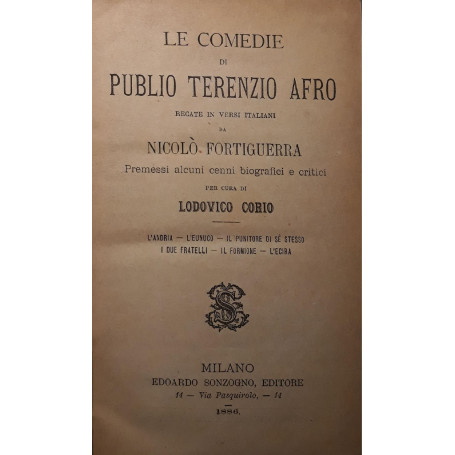 LE COMEDIE
DI
PUBLIO TERENZIO AFRO
RECATE IN VERSI ITALIANI
DA
NICOLÒ FORTIGUERRA
Premessi alcuni cenni biografici e critici
PER CURA DI
LODOVICO CORIO
L'ANDRIA — L'EUNUCO — IL PUNITORE DI SÉ STESSO
I DUE FRATELLI — IL FORMIONE — L'ECIRA
MILANO
EDOARDO SONZOGNO, EDITORE
14 — Via Pasquirolo, — 14
1886.